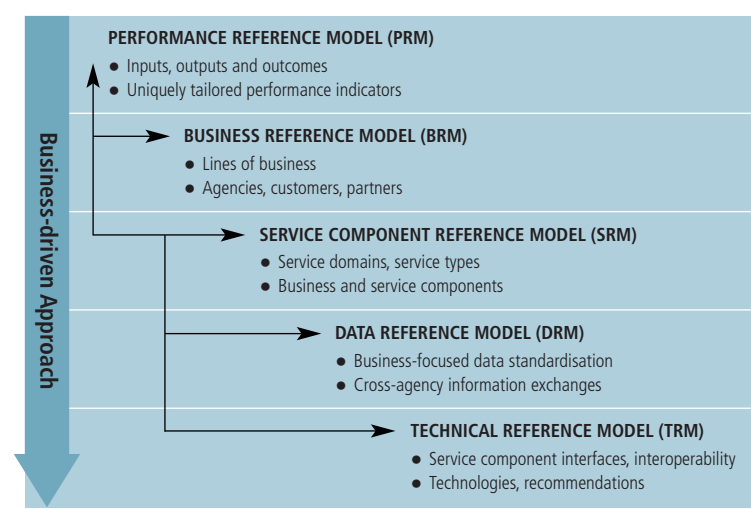 Business-driven Approach
PERFORMANCE REFERENCE MODEL (PRM)
● Inputs, outputs and outcomes
● Uniquely tailored performance indicators
BUSINESS REFERENCE MODEL (BRM)
● Lines of business
● Agencies, customers, partners
SERVICE COMPONENT REFERENCE MODEL (SRM)
● Service domains, service types
● Business and service components
DATA REFERENCE MODEL (DRM)
● Business-focused data standardisation
● Cross-agency information exchanges
TECHNICAL REFERENCE MODEL (TRM)
● Service component interfaces, interoperability
● Technologies, recommendations